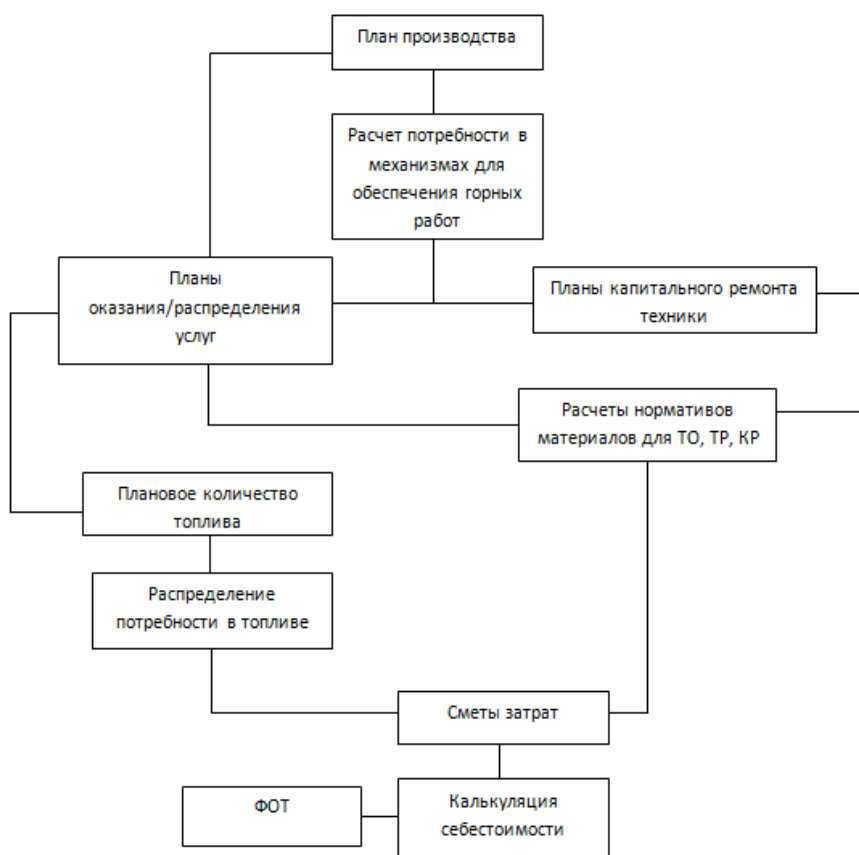 План производства
Расчет потребности в
механизмах для
обеспечения горных
работ
Планы
оказания/распределения
услуг
Планы капитального ремонта
техники
Расчеты нормативов
материалов для ТО, ТР, КР
Плановое количество
топлива
Распределение
потребности в топливе
Сметы затрат
ФОТ
Калькуляция
себестоимости